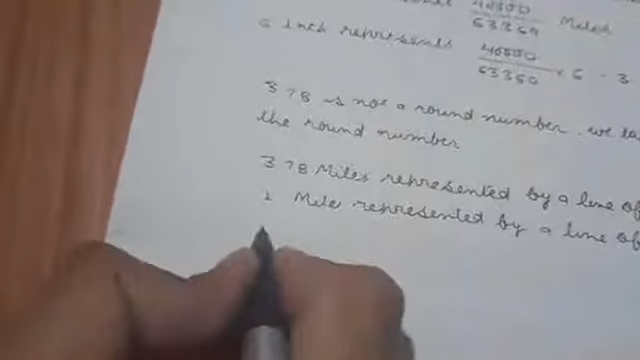 40000
63360 Miles
6 Inch represents 40000
63360 × 6 = 3
3.78 is not a round number. we
the round number
3.78 Miles represented by a line of
1 Mile represented by a line of